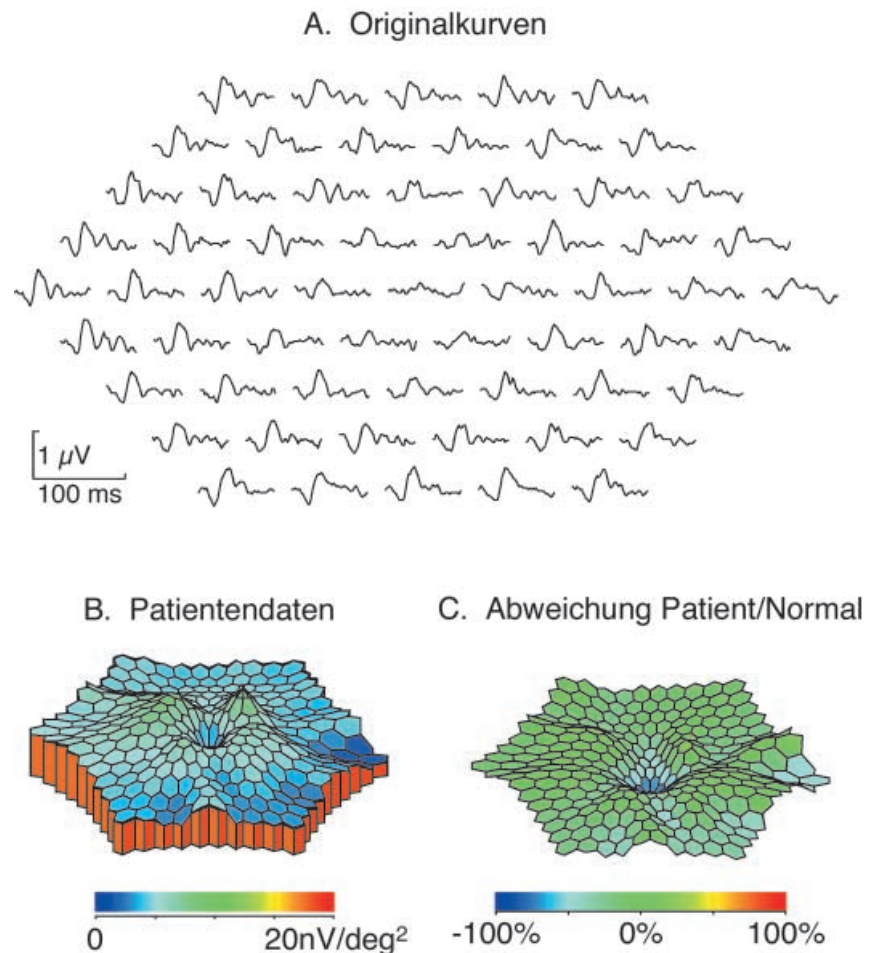 A. Originalkurven
1 µV
100 ms
B. Patientendaten
C. Abweichung Patient/Normal
0 20nV/deg²
-100% 0% 100%